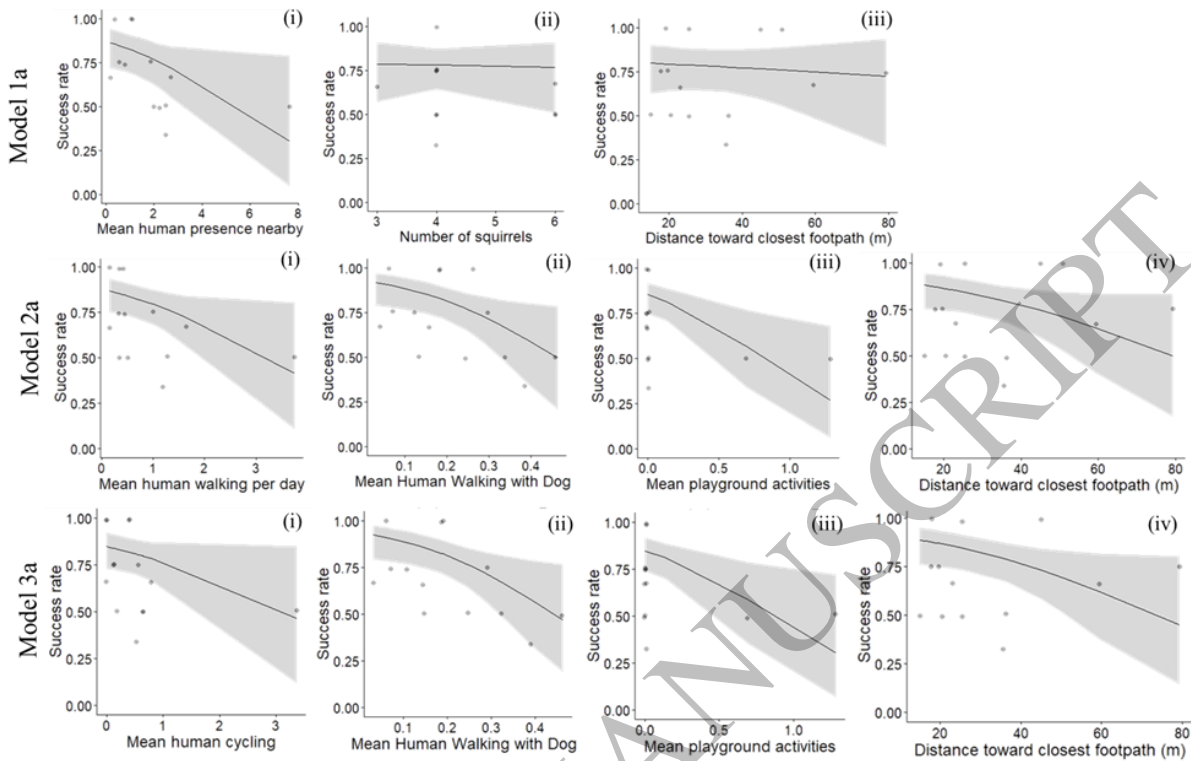 Model 1a
(i)
Success rate
1.00
0.75
0.50
0.25
0.00
0
2
4
6
8
Mean human presence nearby
(ii)
Success rate
1.00
0.75
0.50
0.25
0.00
3
4
5
6
Number of squirrels
(iii)
Success rate
1.00
0.75
0.50
0.25
0.00
20
40
60
80
Distance toward closest footpath (m)
Model 2a
(i)
Success rate
1.00
0.75
0.50
0.25
0.00
0
1
2
3
Mean human walking per day
(ii)
Success rate
1.00
0.75
0.50
0.25
0.00
0.1
0.2
0.3
0.4
Mean Human Walking with Dog
(iii)
Success rate
1.00
0.75
0.50
0.25
0.00
0.0
0.5
1.0
Mean playground activities
(iv)
Success rate
1.00
0.75
0.50
0.25
0.00
20
40
60
80
Distance toward closest footpath (m)
Model 3a
(i)
Success rate
1.00
0.75
0.50
0.25
0.00
0
1
2
3
Mean human cycling
(ii)
Success rate
1.00
0.75
0.50
0.25
0.00
0.1
0.2
0.3
0.4
Mean Human Walking with Dog
(iii)
Success rate
1.00
0.75
0.50
0.25
0.00
0.0
0.5
1.0
Mean playground activities
(iv)
Success rate
1.00
0.75
0.50
0.25
0.00
20
40
60
80
Distance toward closest footpath (m)
ANUSCRIPT